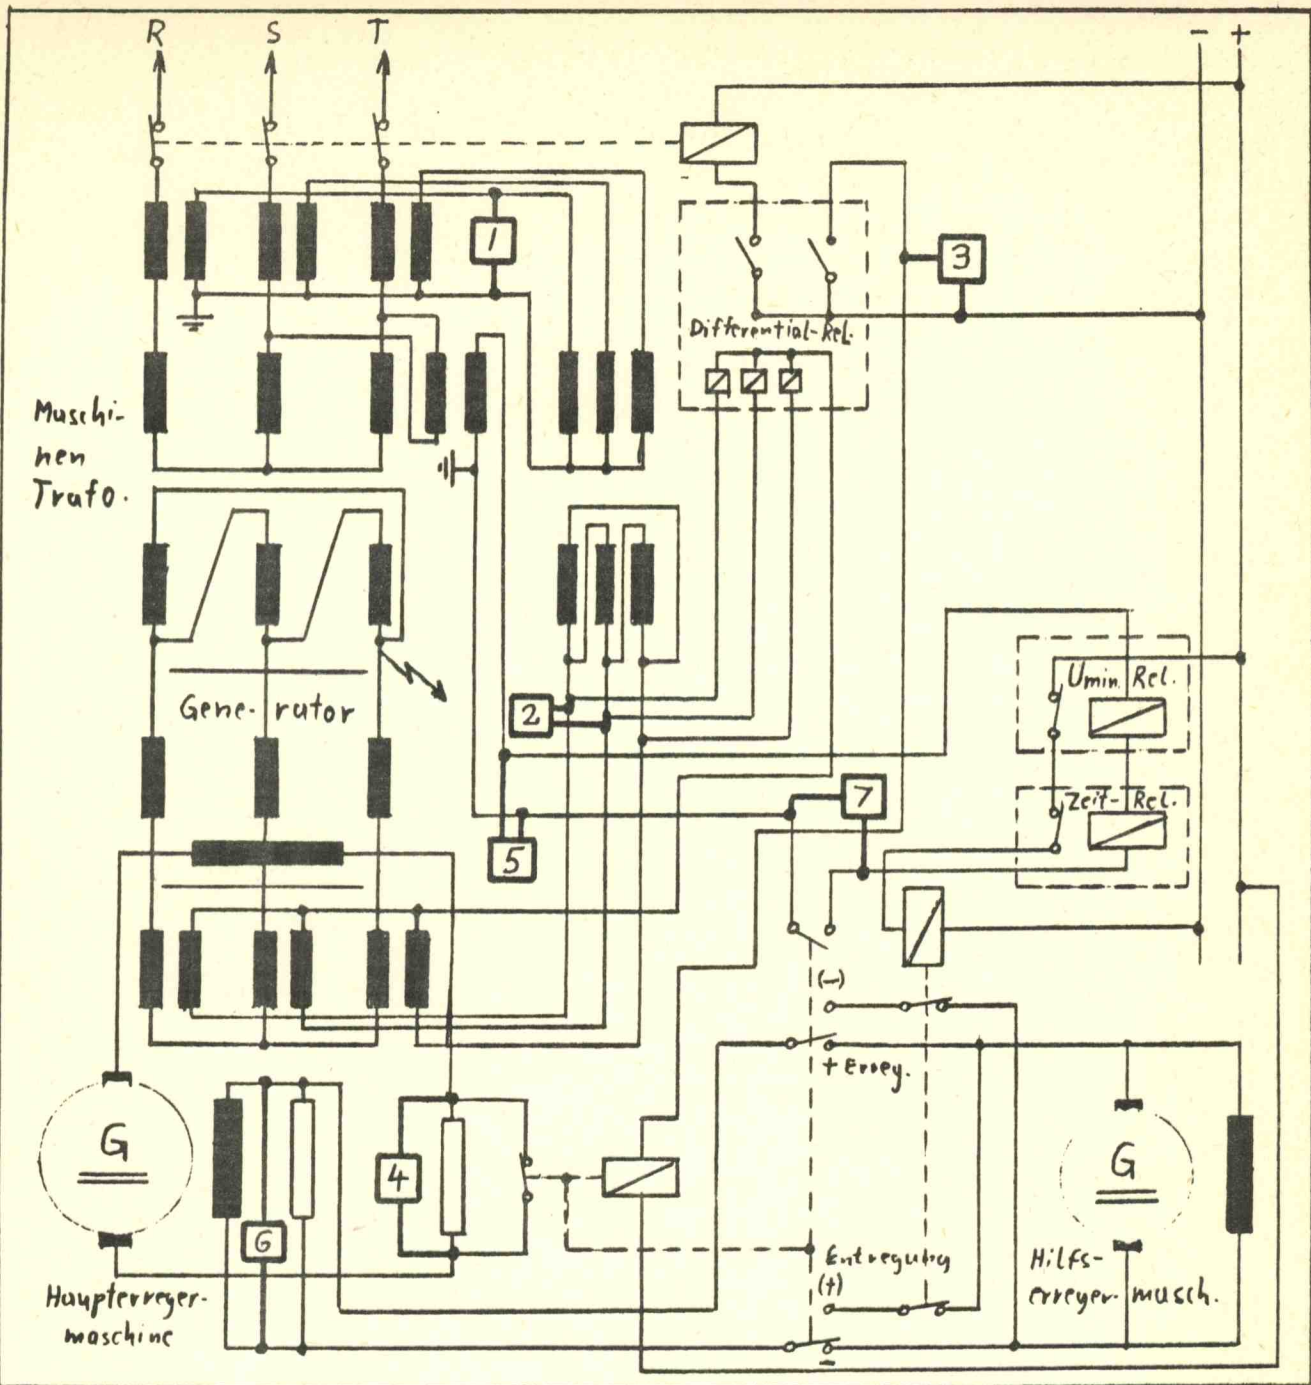 R S T - +
1
3
Differential-Rel.
Maschi-
nen
Trafo.
Umin. Rel.
Gene-rator
2
7
Zeit-Rel.
5
(-)
+ Erreg.
G
G
4
6
Entregung
(+)
Hilfs-
erreger-masch.
Haupterreger-
maschine
-